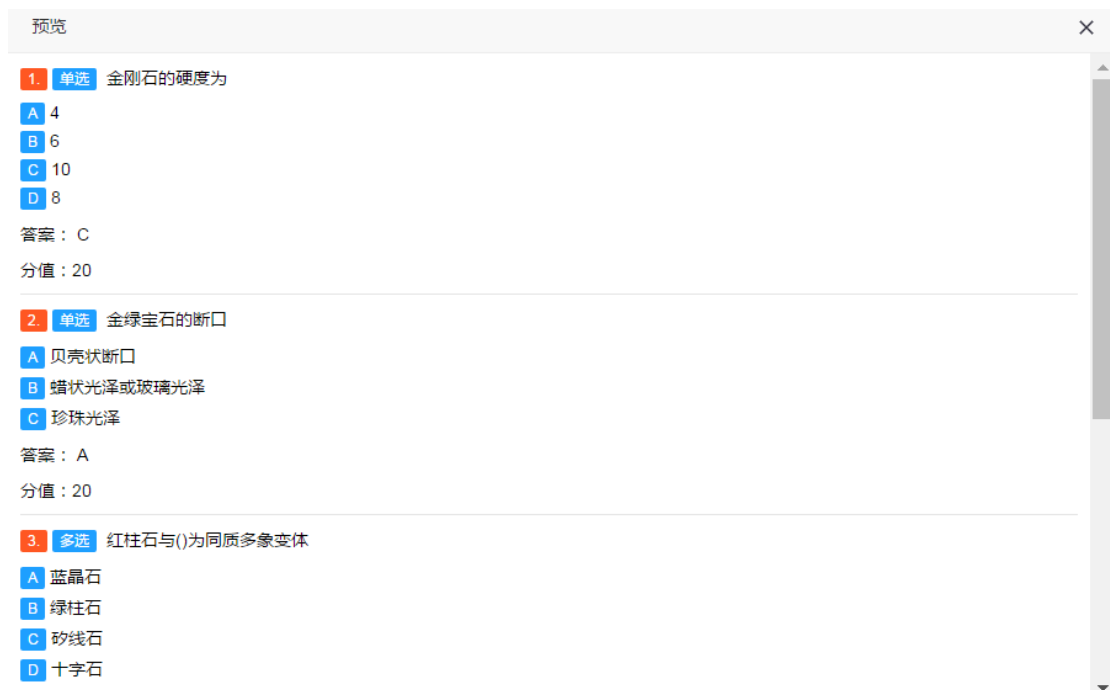 预览
1. 单选 金刚石的硬度为
A 4
B 6
C 10
D 8
答案： C
分值：20
2. 单选 金绿宝石的断口
A 贝壳状断口
B 蜡状光泽或玻璃光泽
C 珍珠光泽
答案： A
分值：20
3. 多选 红柱石与()为同质多象变体
A 蓝晶石
B 绿柱石
C 矽线石
D 十字石